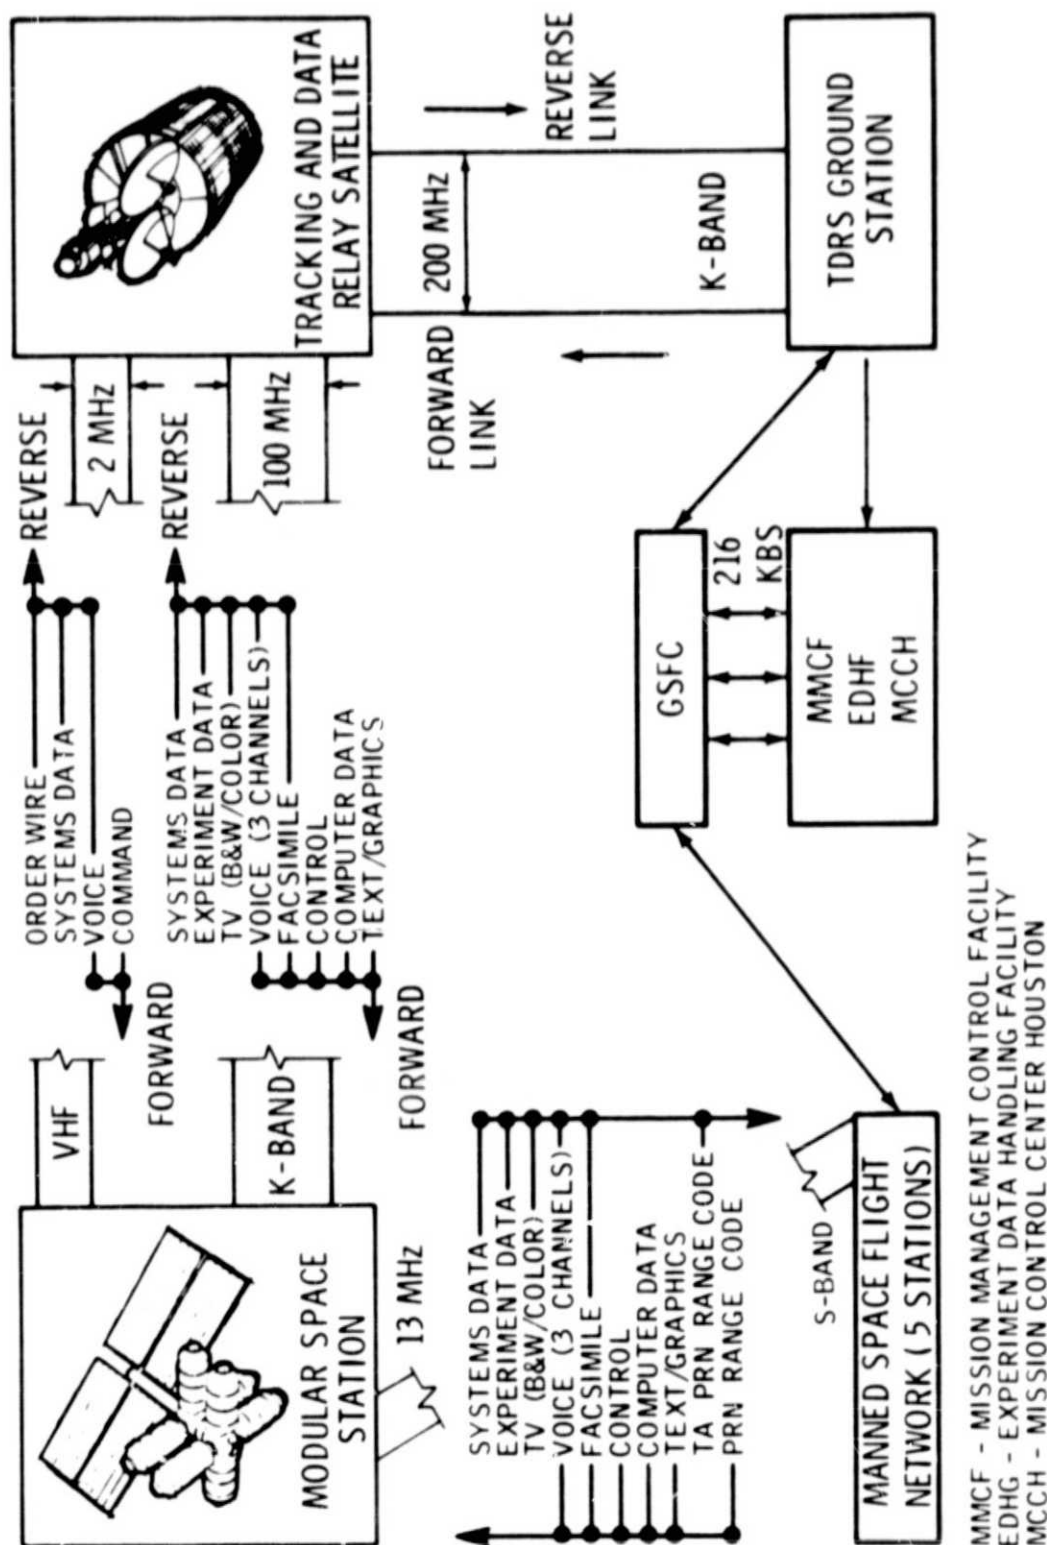 MODULAR SPACE
STATION
VHF
K-BAND
13 MHz
ORDER WIRE
SYSTEMS DATA
VOICE
COMMAND
REVERSE
FORWARD
SYSTEMS DATA
EXPERIMENT DATA
TV (B&W/COLOR)
VOICE (3 CHANNELS)
FACSIMILE
CONTROL
COMPUTER DATA
TEXT/GRAPHICS
REVERSE
FORWARD
2 MHz
100 MHz
TRACKING AND DATA
RELAY SATELLITE
FORWARD
LINK
200 MHz
REVERSE
LINK
K-BAND
TDRS GROUND
STATION
SYSTEMS DATA
EXPERIMENT DATA
TV (B&W/COLOR)
VOICE (3 CHANNELS)
FACSIMILE
CONTROL
COMPUTER DATA
TEXT/GRAPHICS
TA PRN RANGE CODE
PRN RANGE CODE
S-BAND
MANNED SPACE FLIGHT
NETWORK (5 STATIONS)
GSFC
216
KBS
MMCF
EDHF
MCCH
MMCF - MISSION MANAGEMENT CONTROL FACILITY
EDHG - EXPERIMENT DATA HANDLING FACILITY
MCCH - MISSION CONTROL CENTER HOUSTON